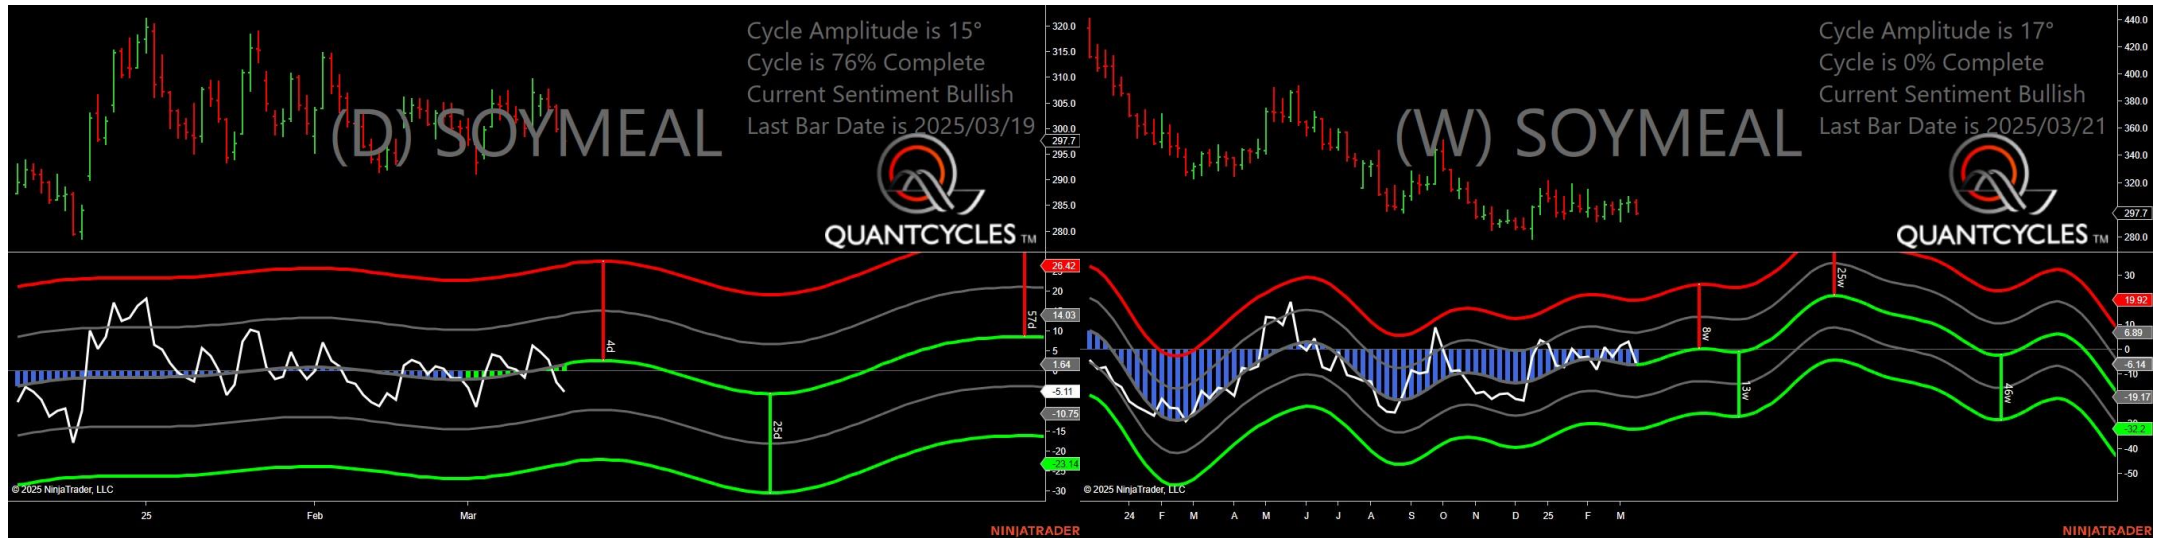 Cycle Amplitude is 15°
Cycle is 76% Complete
Current Sentiment Bullish
Last Bar Date is 2025/03/19
(D) SOYMEAL
QUANTCYCLES TM
320.0
315.0
310.0
305.0
300.0
297.7
295.0
290.0
285.0
280.0
26.42
20
14.03
10
5
1.64
-5.11
-10.75
-15
-20
-23.14
-30
4d
25d
57d
© 2025 NinjaTrader, LLC
25
Feb
Mar
NINJATRADER
Cycle Amplitude is 17°
Cycle is 0% Complete
Current Sentiment Bullish
Last Bar Date is 2025/03/21
(W) SOYMEAL
QUANTCYCLES TM
440.0
420.0
400.0
380.0
360.0
340.0
320.0
297.7
280.0
30
19.92
10
6.89
0
-6.14
-10
-19.17
-32.2
-40
-50
8w
13w
25w
46w
© 2025 NinjaTrader, LLC
24 F M A M J J A S O N D 25 F M
NINJATRADER